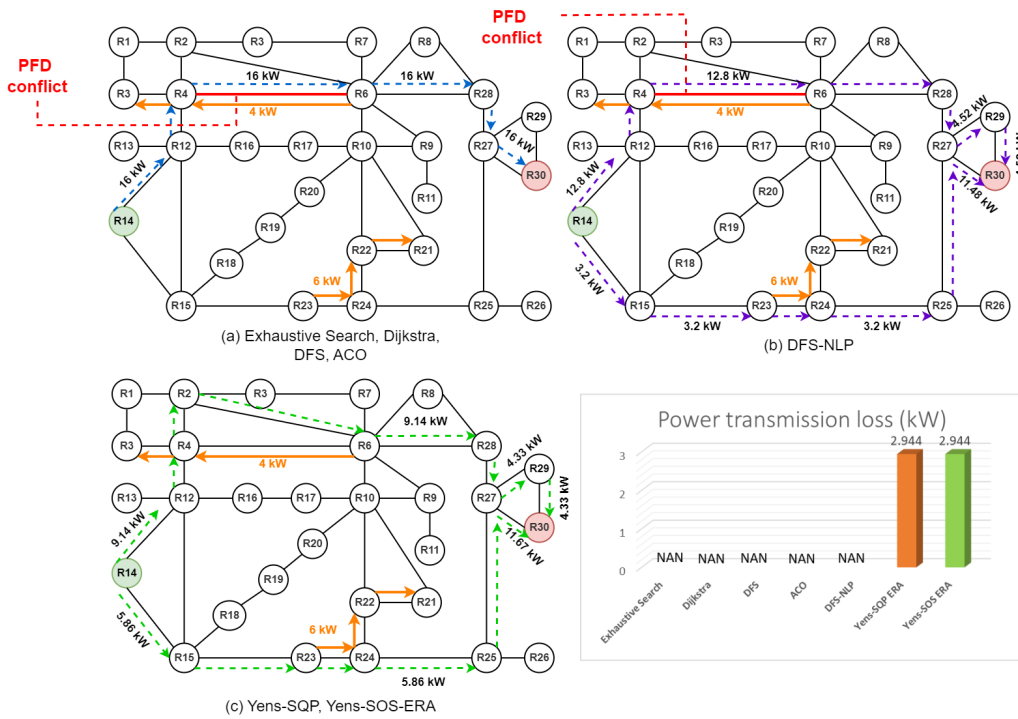 (a)
R1
R2
R3
R7
R8
PFD
conflict
16 kW
16 kW
R3
R4
R6
R28
4 kW
R29
16 kW
R13
R12
R16
R17
R10
R9
R27
R30
16 kW
R20
R11
R14
R19
R18
R22
R21
6 kW
R15
R23
R24
R25
R26
(a) Exhaustive Search, Dijkstra,
DFS, ACO
PFD
conflict
(b)
R1
R2
R3
R7
R8
12.8 kW
R3
R4
R6
R28
4 kW
R29
4.52 kW
R13
R12
R16
R17
R10
R9
R27
R30
11.48 kW
12.8 kW
R20
R11
R14
R19
R18
R22
R21
3.2 kW
6 kW
R15
R23
R24
R25
R26
3.2 kW
3.2 kW
(b) DFS-NLP
(c)
R1
R2
R3
R7
R8
9.14 kW
R3
R4
R6
R28
4 kW
4.33 kW
R29
4.33 kW
R13
R12
R16
R17
R10
R9
R27
R30
11.67 kW
9.14 kW
R20
R11
R14
R19
R18
R22
R21
5.86 kW
6 kW
R15
R23
R24
R25
R26
5.86 kW
(c) Yens-SQP, Yens-SOS-ERA
Power transmission loss (kW)
2.944
2.944
3
2
1
0
NAN
NAN
NAN
NAN
NAN
Exhaustive Search
Dijkstra
DFS
ACO
DFS-NLP
Yens-SQP ERA
Yens-SOS ERA